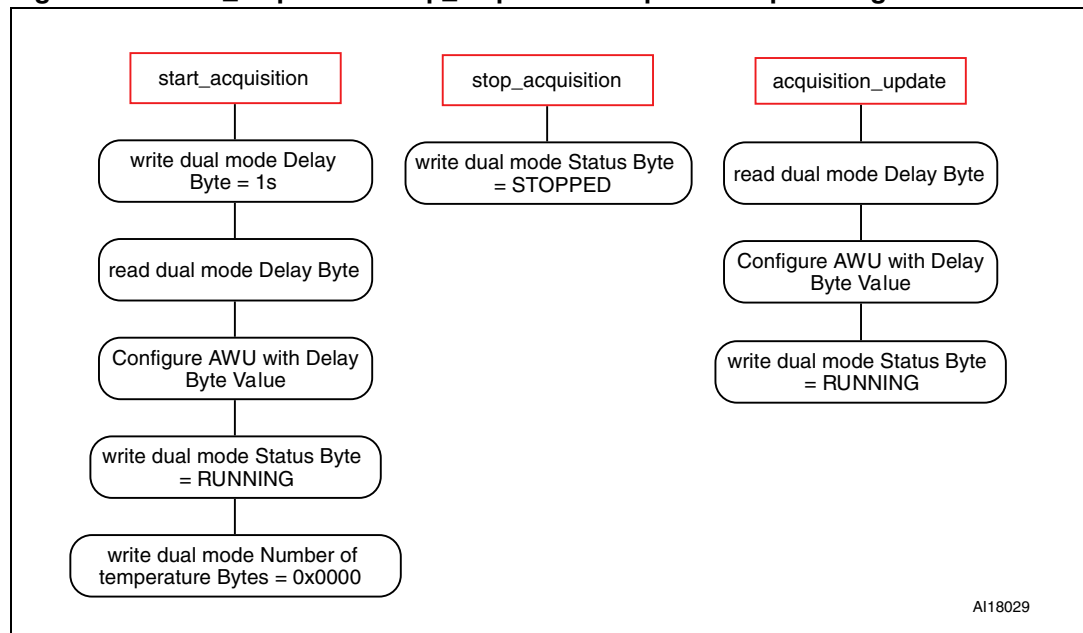 start_acquisition
write dual mode Delay
Byte = 1s
read dual mode Delay Byte
Configure AWU with Delay
Byte Value
write dual mode Status Byte
= RUNNING
write dual mode Number of
temperature Bytes = 0x0000
stop_acquisition
write dual mode Status Byte
= STOPPED
acquisition_update
read dual mode Delay Byte
Configure AWU with Delay
Byte Value
write dual mode Status Byte
= RUNNING
AI18029